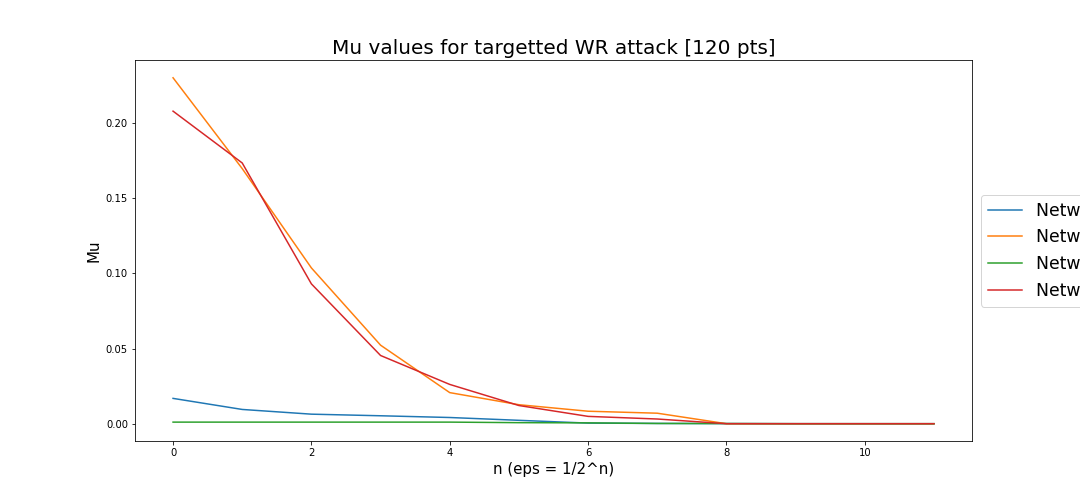 Mu values for targetted WR attack [120 pts]
0.20
0.15
0.10
0.05
0.00
Mu
0 2 4 6 8 10
n (eps = 1/2^n)
Netw
Netw
Netw
Netw